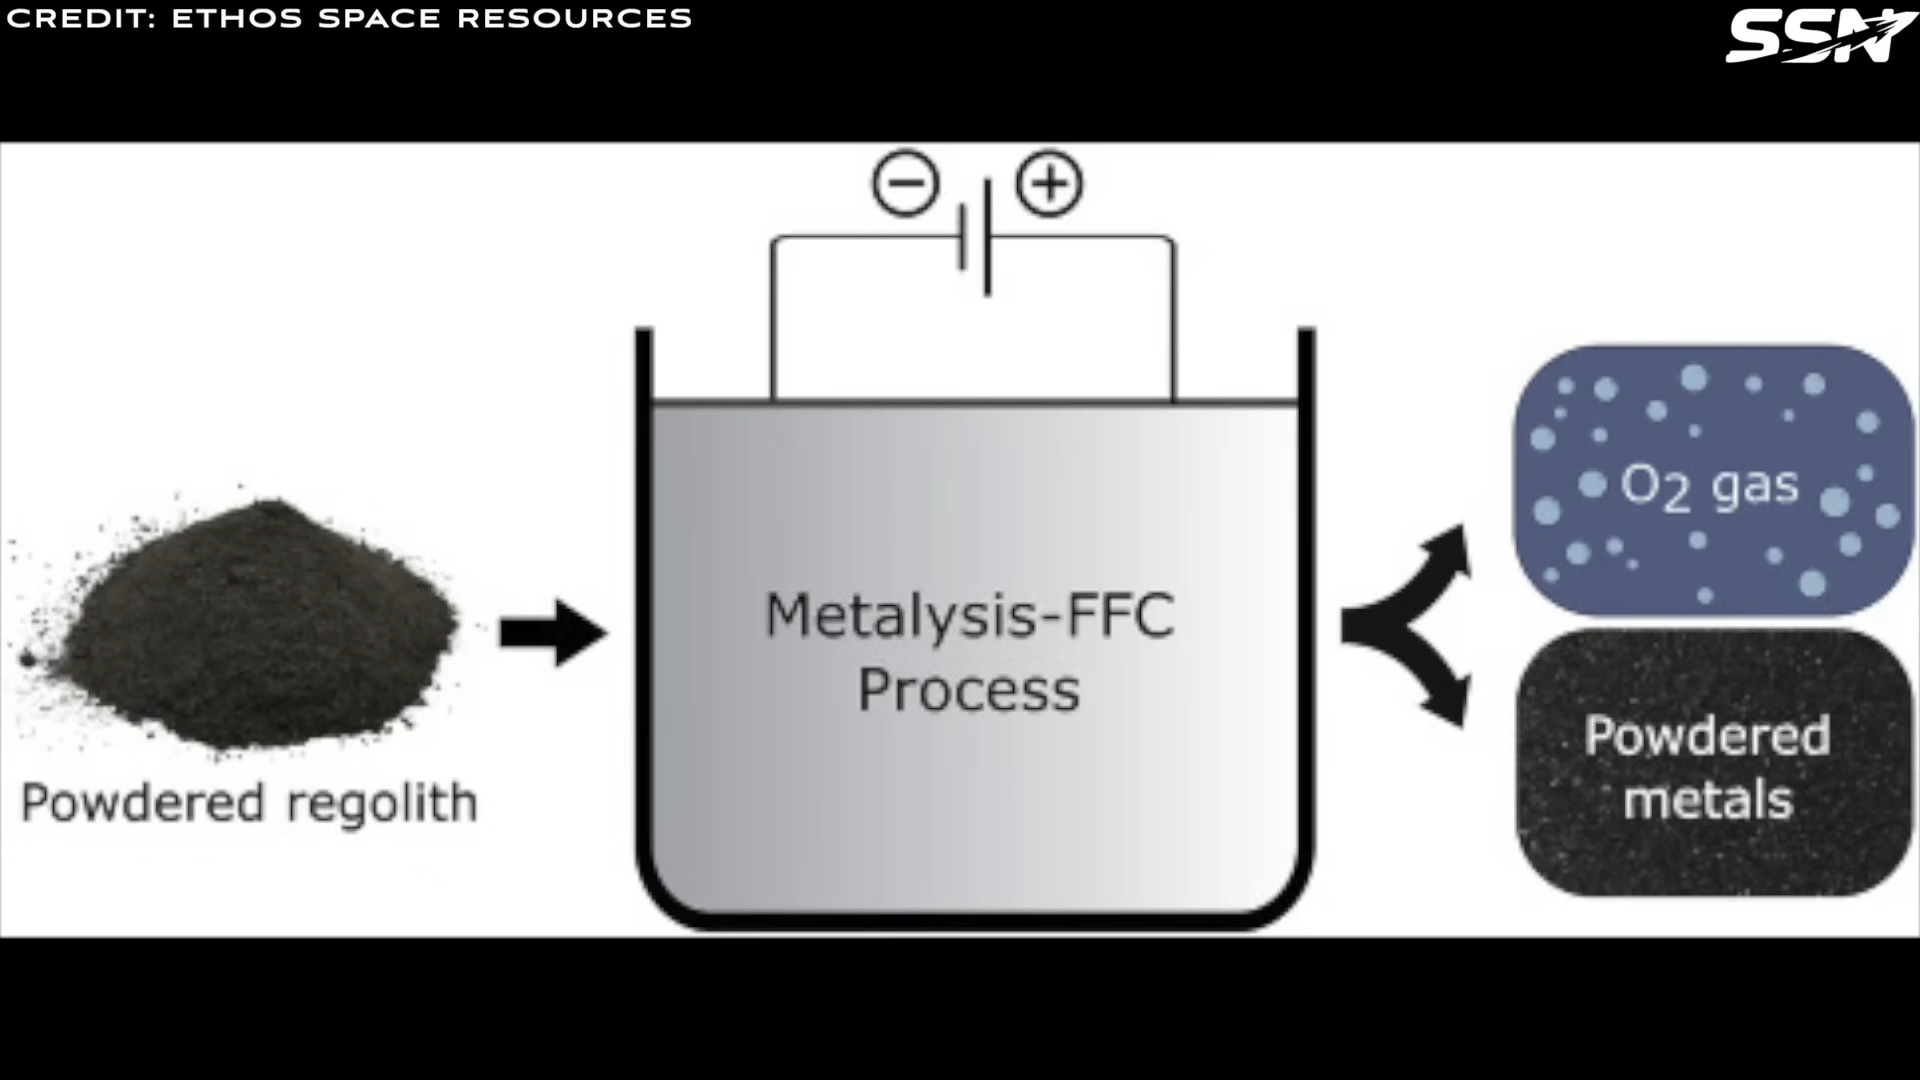 CREDIT: ETHOS SPACE RESOURCES
SSN
Metalysis-FFC
Process
Powdered regolith
O2 gas
Powdered
metals